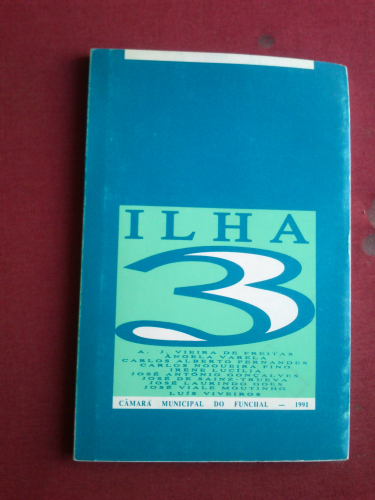 ILHA
3
A. J. VIEIRA DE FREITAS
ÂNGELA VARELA
CARLOS ALBERTO FERNANDES
CARLOS NOGUEIRA FINO
IRENE LUCÍLIA
JOSÉ ANTÓNIO GONÇALVES
JOSÉ DE SAINZ-TRUEVA
JOSÉ LAURINDO GOES
JOSÉ VIALE MOUTINHO
LUÍS VIVEIROS
CÂMARA MUNICIPAL DO FUNCHAL — 1991